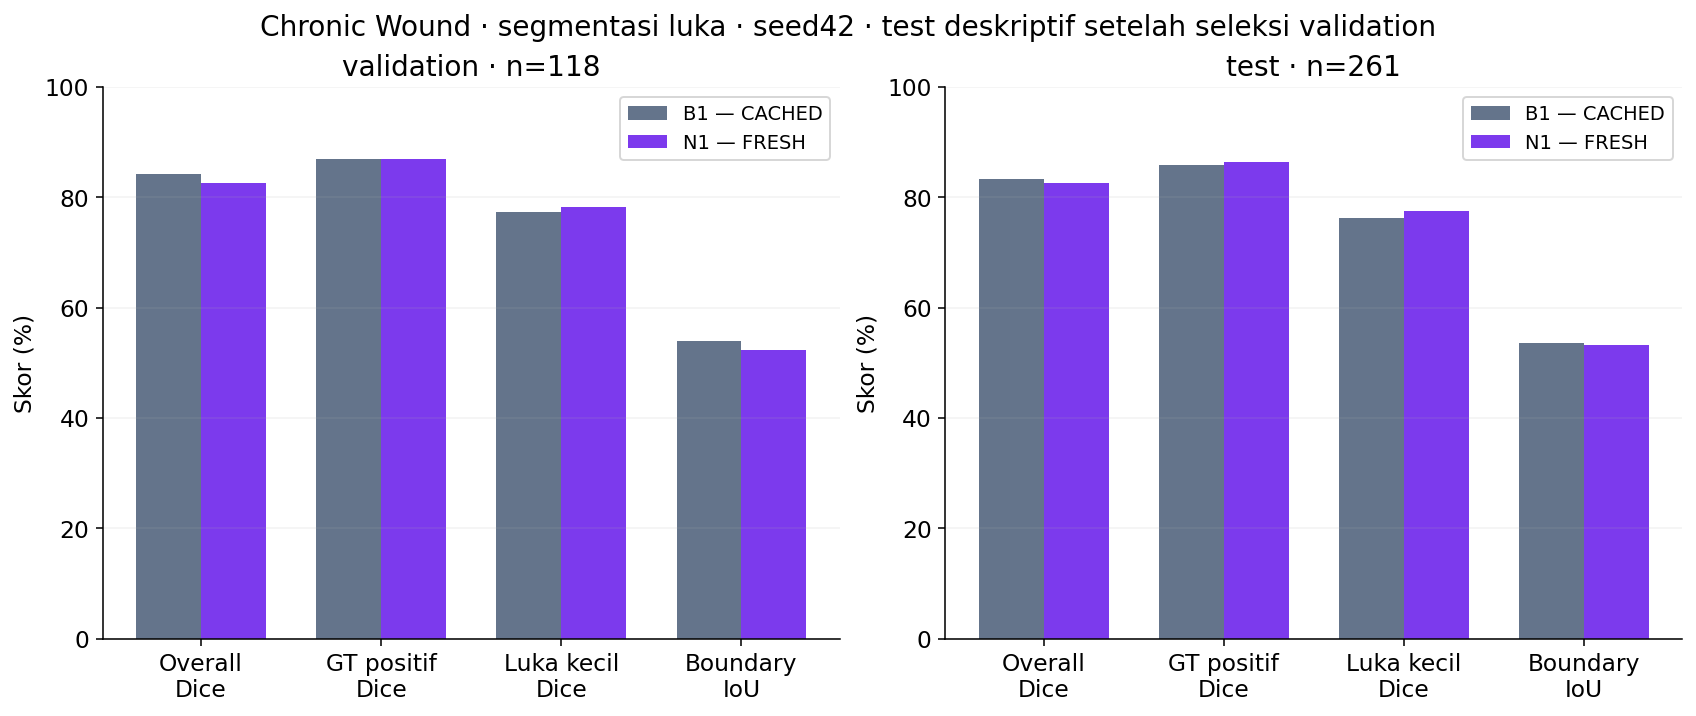 Chronic Wound · segmentasi luka · seed42 · test deskriptif setelah seleksi validation
validation · n=118
100
80
60
40
20
0
Skor (%)
B1 — CACHED
N1 — FRESH
Overall
Dice
GT positif
Dice
Luka kecil
Dice
Boundary
IoU
test · n=261
100
80
60
40
20
0
Skor (%)
B1 — CACHED
N1 — FRESH
Overall
Dice
GT positif
Dice
Luka kecil
Dice
Boundary
IoU